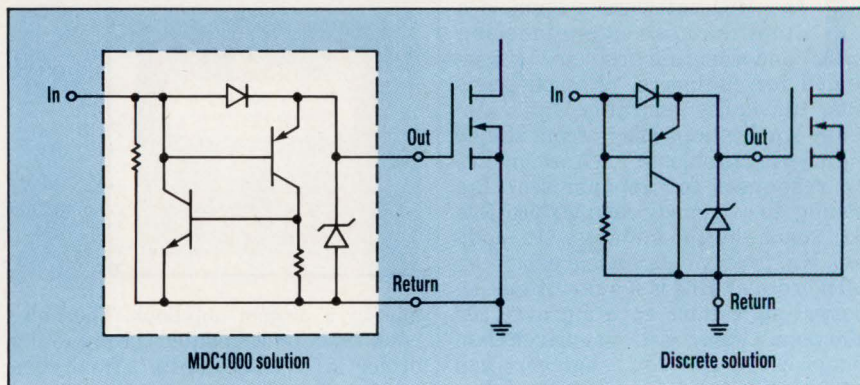 In
Out
Return
MDC1000 solution
In
Out
Return
Discrete solution